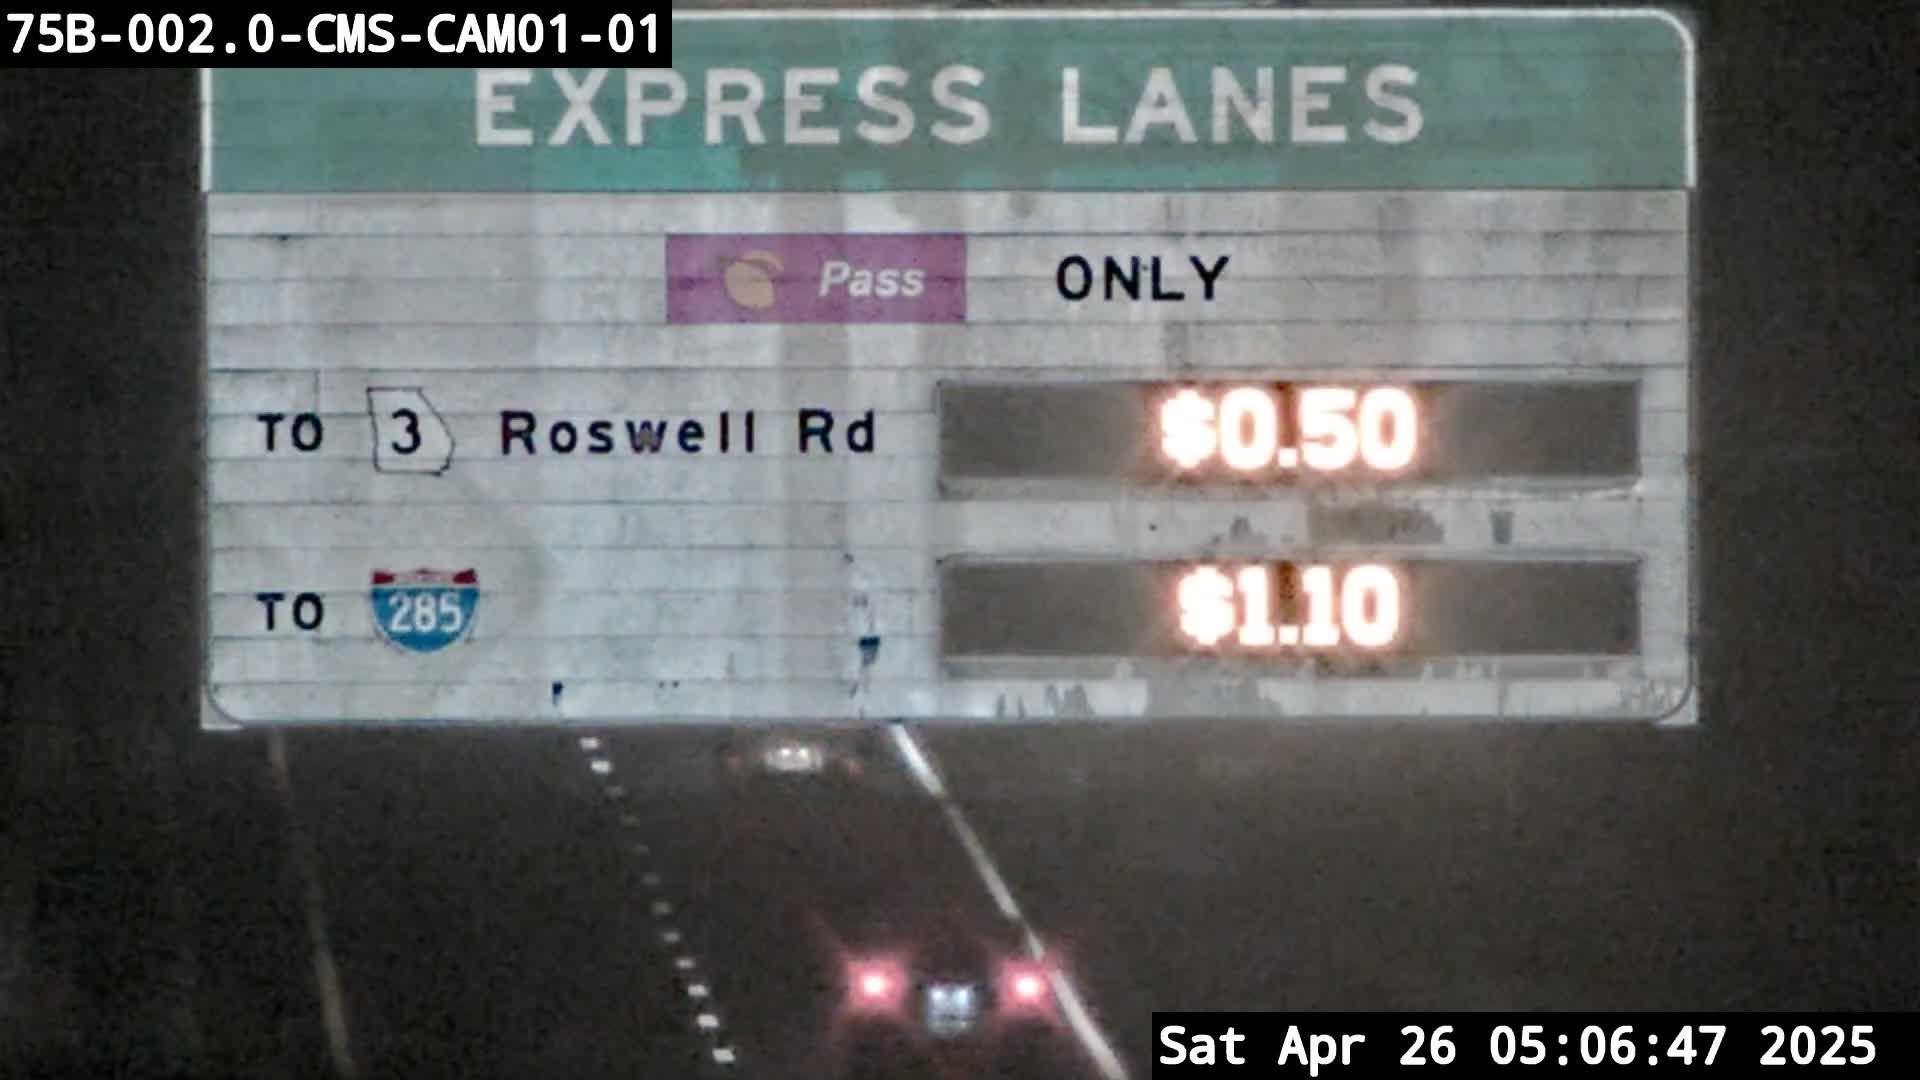 75B-002.0-CMS-CAM01-01
EXPRESS LANES
Pass ONLY
TO 3 Roswell Rd $0.50
TO 285 $1.10
Sat Apr 26 05:06:47 2025